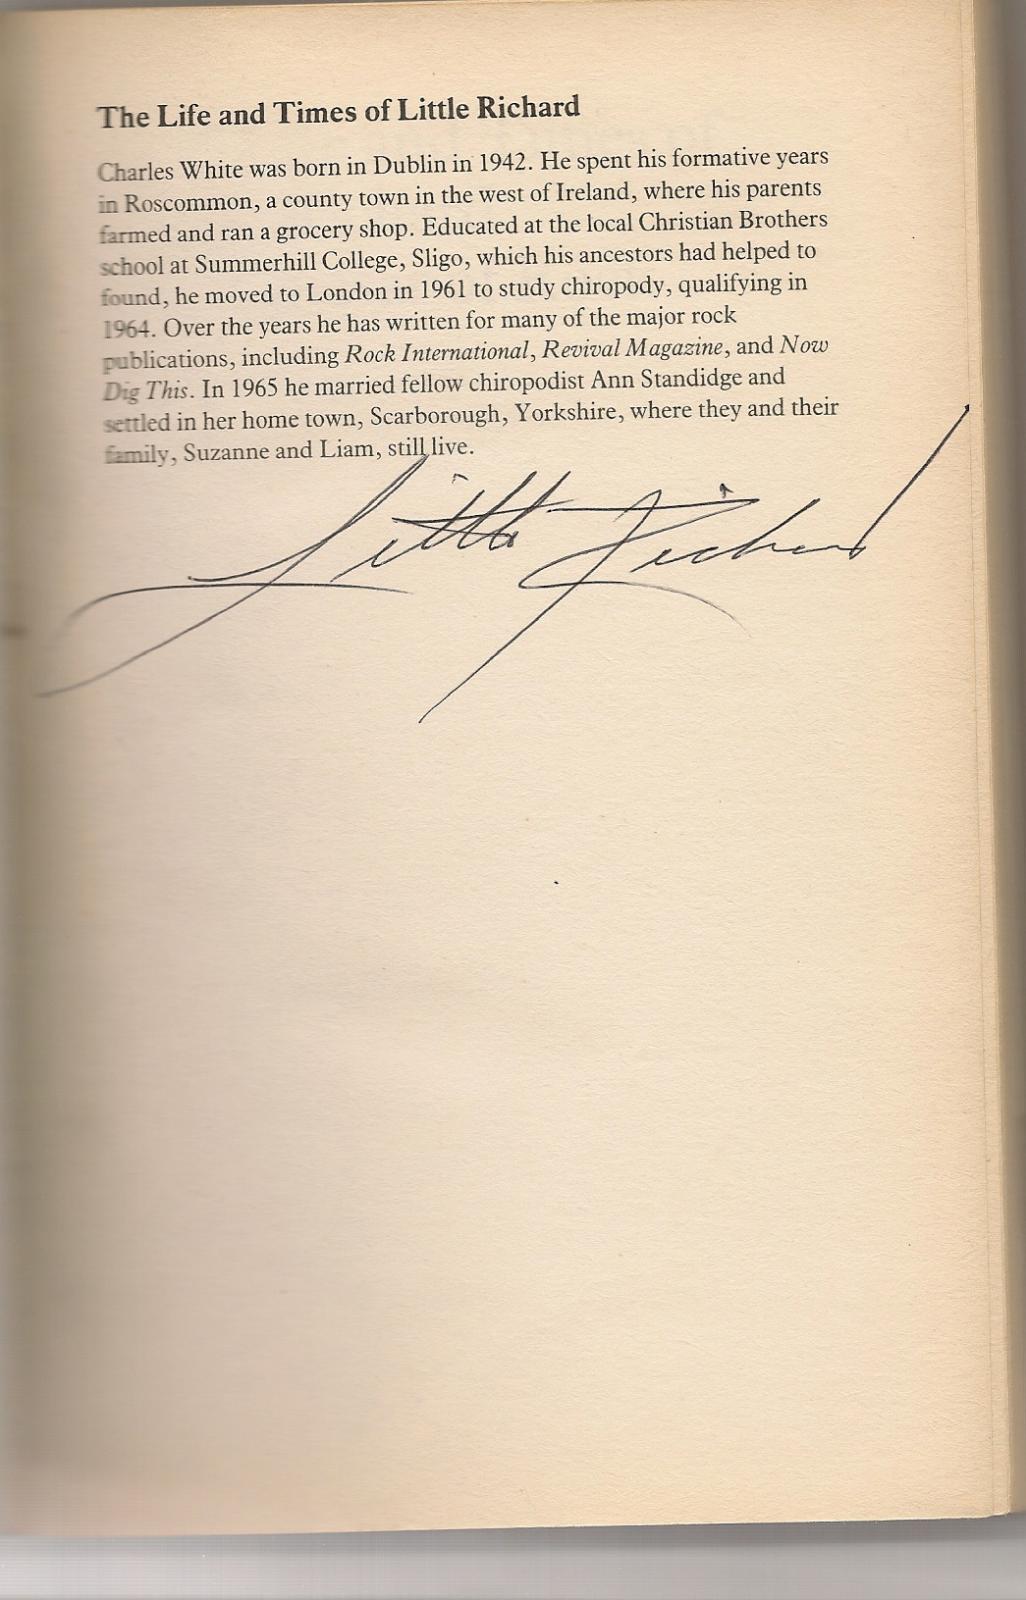 The Life and Times of Little Richard
Charles White was born in Dublin in 1942. He spent his formative years
in Roscommon, a county town in the west of Ireland, where his parents
farmed and ran a grocery shop. Educated at the local Christian Brothers
school at Summerhill College, Sligo, which his ancestors had helped to
found, he moved to London in 1961 to study chiropody, qualifying in
1964. Over the years he has written for many of the major rock
publications, including Rock International, Revival Magazine, and Now
Dig This. In 1965 he married fellow chiropodist Ann Standidge and
settled in her home town, Scarborough, Yorkshire, where they and their
family, Suzanne and Liam, still live.
Little Richard